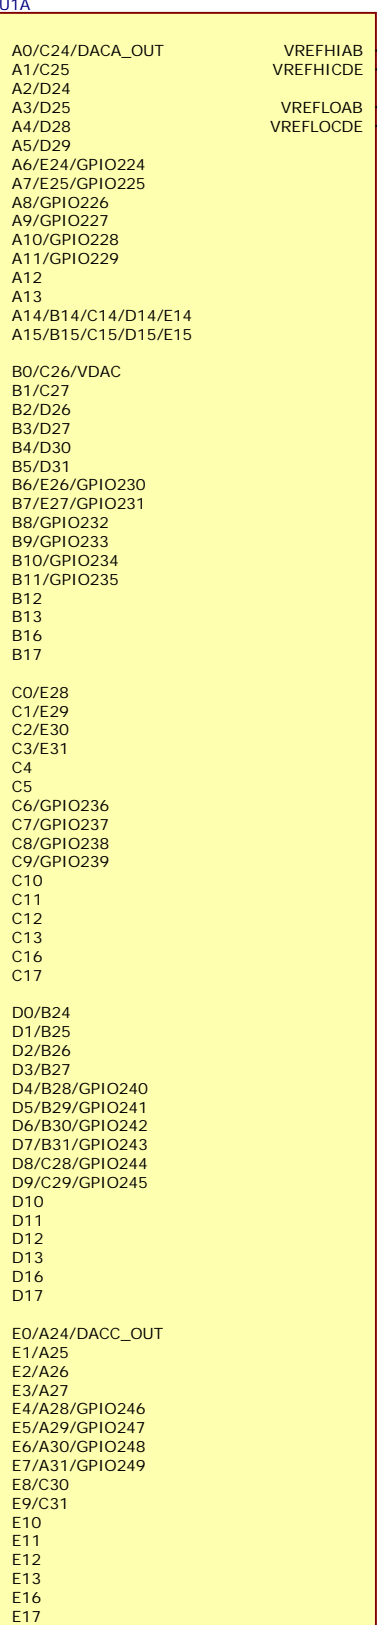 U1A
A0/C24/DACA_OUT VREFHIAB
A1/C25 VREFHICDE
A2/D24
A3/D25 VREFLOAB
A4/D28 VREFLOCDE
A5/D29
A6/E24/GPIO224
A7/E25/GPIO225
A8/GPIO226
A9/GPIO227
A10/GPIO228
A11/GPIO229
A12
A13
A14/B14/C14/D14/E14
A15/B15/C15/D15/E15
B0/C26/VDAC
B1/C27
B2/D26
B3/D27
B4/D30
B5/D31
B6/E26/GPIO230
B7/E27/GPIO231
B8/GPIO232
B9/GPIO233
B10/GPIO234
B11/GPIO235
B12
B13
B16
B17
C0/E28
C1/E29
C2/E30
C3/E31
C4
C5
C6/GPIO236
C7/GPIO237
C8/GPIO238
C9/GPIO239
C10
C11
C12
C13
C16
C17
D0/B24
D1/B25
D2/B26
D3/B27
D4/B28/GPIO240
D5/B29/GPIO241
D6/B30/GPIO242
D7/B31/GPIO243
D8/C28/GPIO244
D9/C29/GPIO245
D10
D11
D12
D13
D16
D17
E0/A24/DACC_OUT
E1/A25
E2/A26
E3/A27
E4/A28/GPIO246
E5/A29/GPIO247
E6/A30/GPIO248
E7/A31/GPIO249
E8/C30
E9/C31
E10
E11
E12
E13
E16
E17